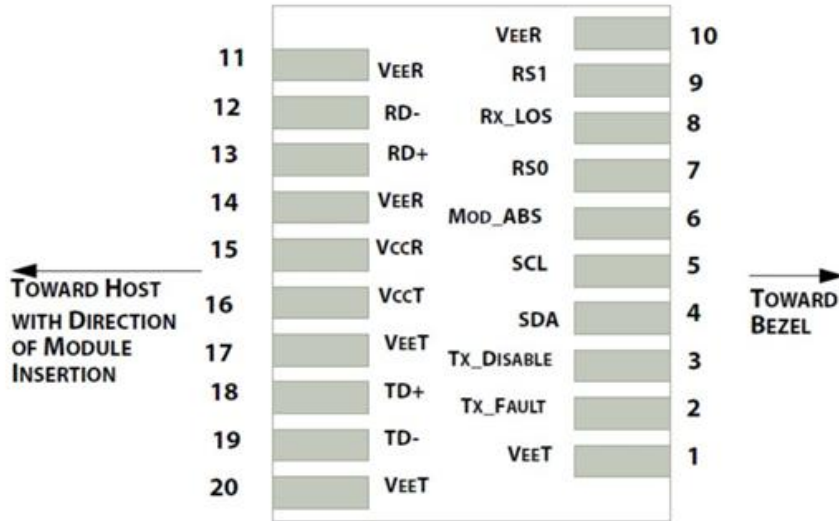 VEER 10
11 VEER
RS1 9
12 RD-
RX_LOS 8
13 RD+
RS0 7
14 VEER
MOD_ABS 6
15 VCCR
SCL 5
16 VCCT
SDA 4
17 VEET
TX_DISABLE 3
18 TD+
TX_FAULT 2
19 TD-
VEET 1
20 VEET
TOWARD HOST
WITH DIRECTION
OF MODULE
INSERTION
TOWARD
BEZEL